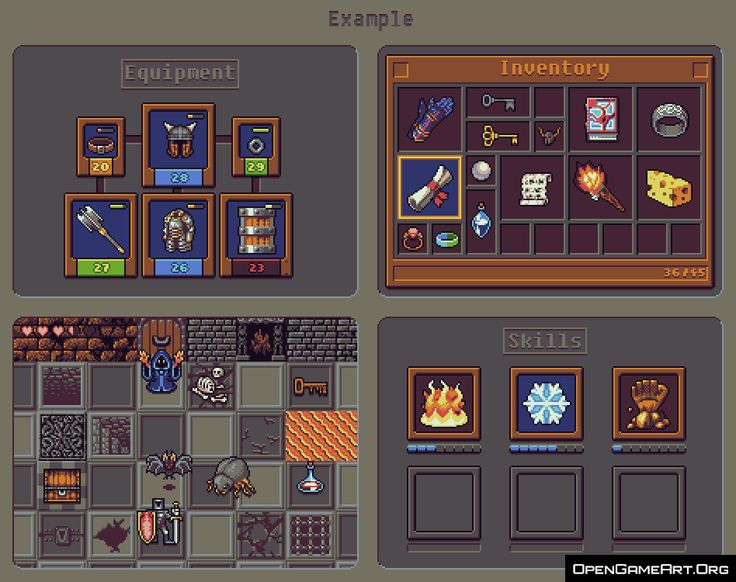 Example
Equipment
20
28
29
27
26
23
Inventory
36/45
Skills
OpenGameArt.Org